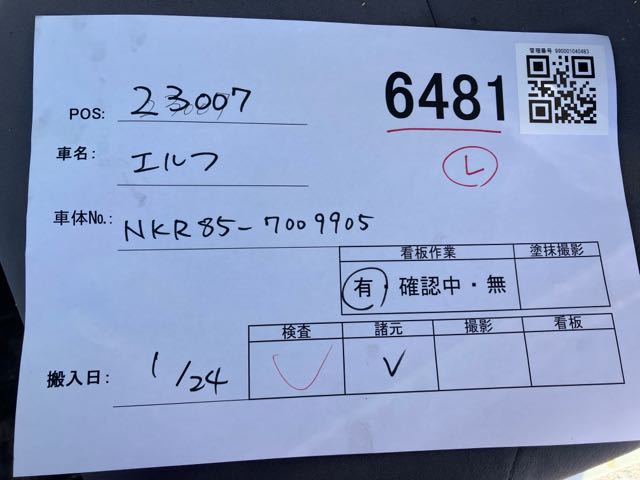 管理番号 990001040483
6481
POS: 23007
L
車名: エルフ
車体No.: NKR85-7009905
看板作業 塗抹撮影
有・確認中・無
検査 諸元 撮影 看板
搬入日: 1/24